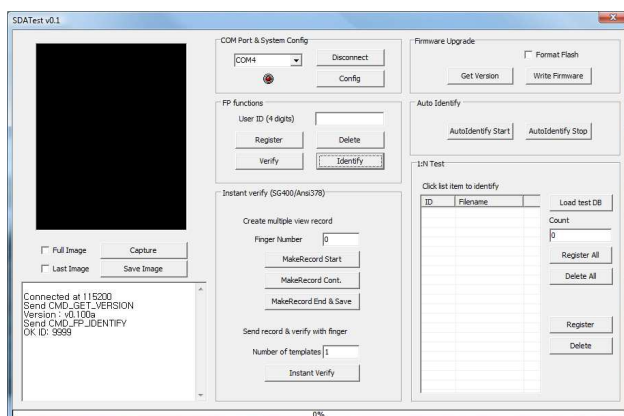 SDATest v0.1
COM Port & System Config
COM4
Disconnect
Config
FP functions
User ID (4 digits)
Register
Delete
Verify
Identify
Instant verify (SG400/Ansi378)
Create multiple view record
Finger Number
0
MakeRecord Start
MakeRecord Cont.
MakeRecord End & Save
Send record & verify with finger
Number of templates
1
Instant Verify
Full Image
Capture
Last Image
Save Image
Connected at 115200
Send CMD_GET_VERSION
Version : v0.100a
Send CMD_FP_IDENTIFY
OK ID: 9999
Firmware Upgrade
Format Flash
Get Version
Write Firmware
Auto Identify
AutoIdentify Start
AutoIdentify Stop
1:N Test
Click list item to identify
ID
Filename
Load test DB
Count
0
Register All
Delete All
Register
Delete
0%